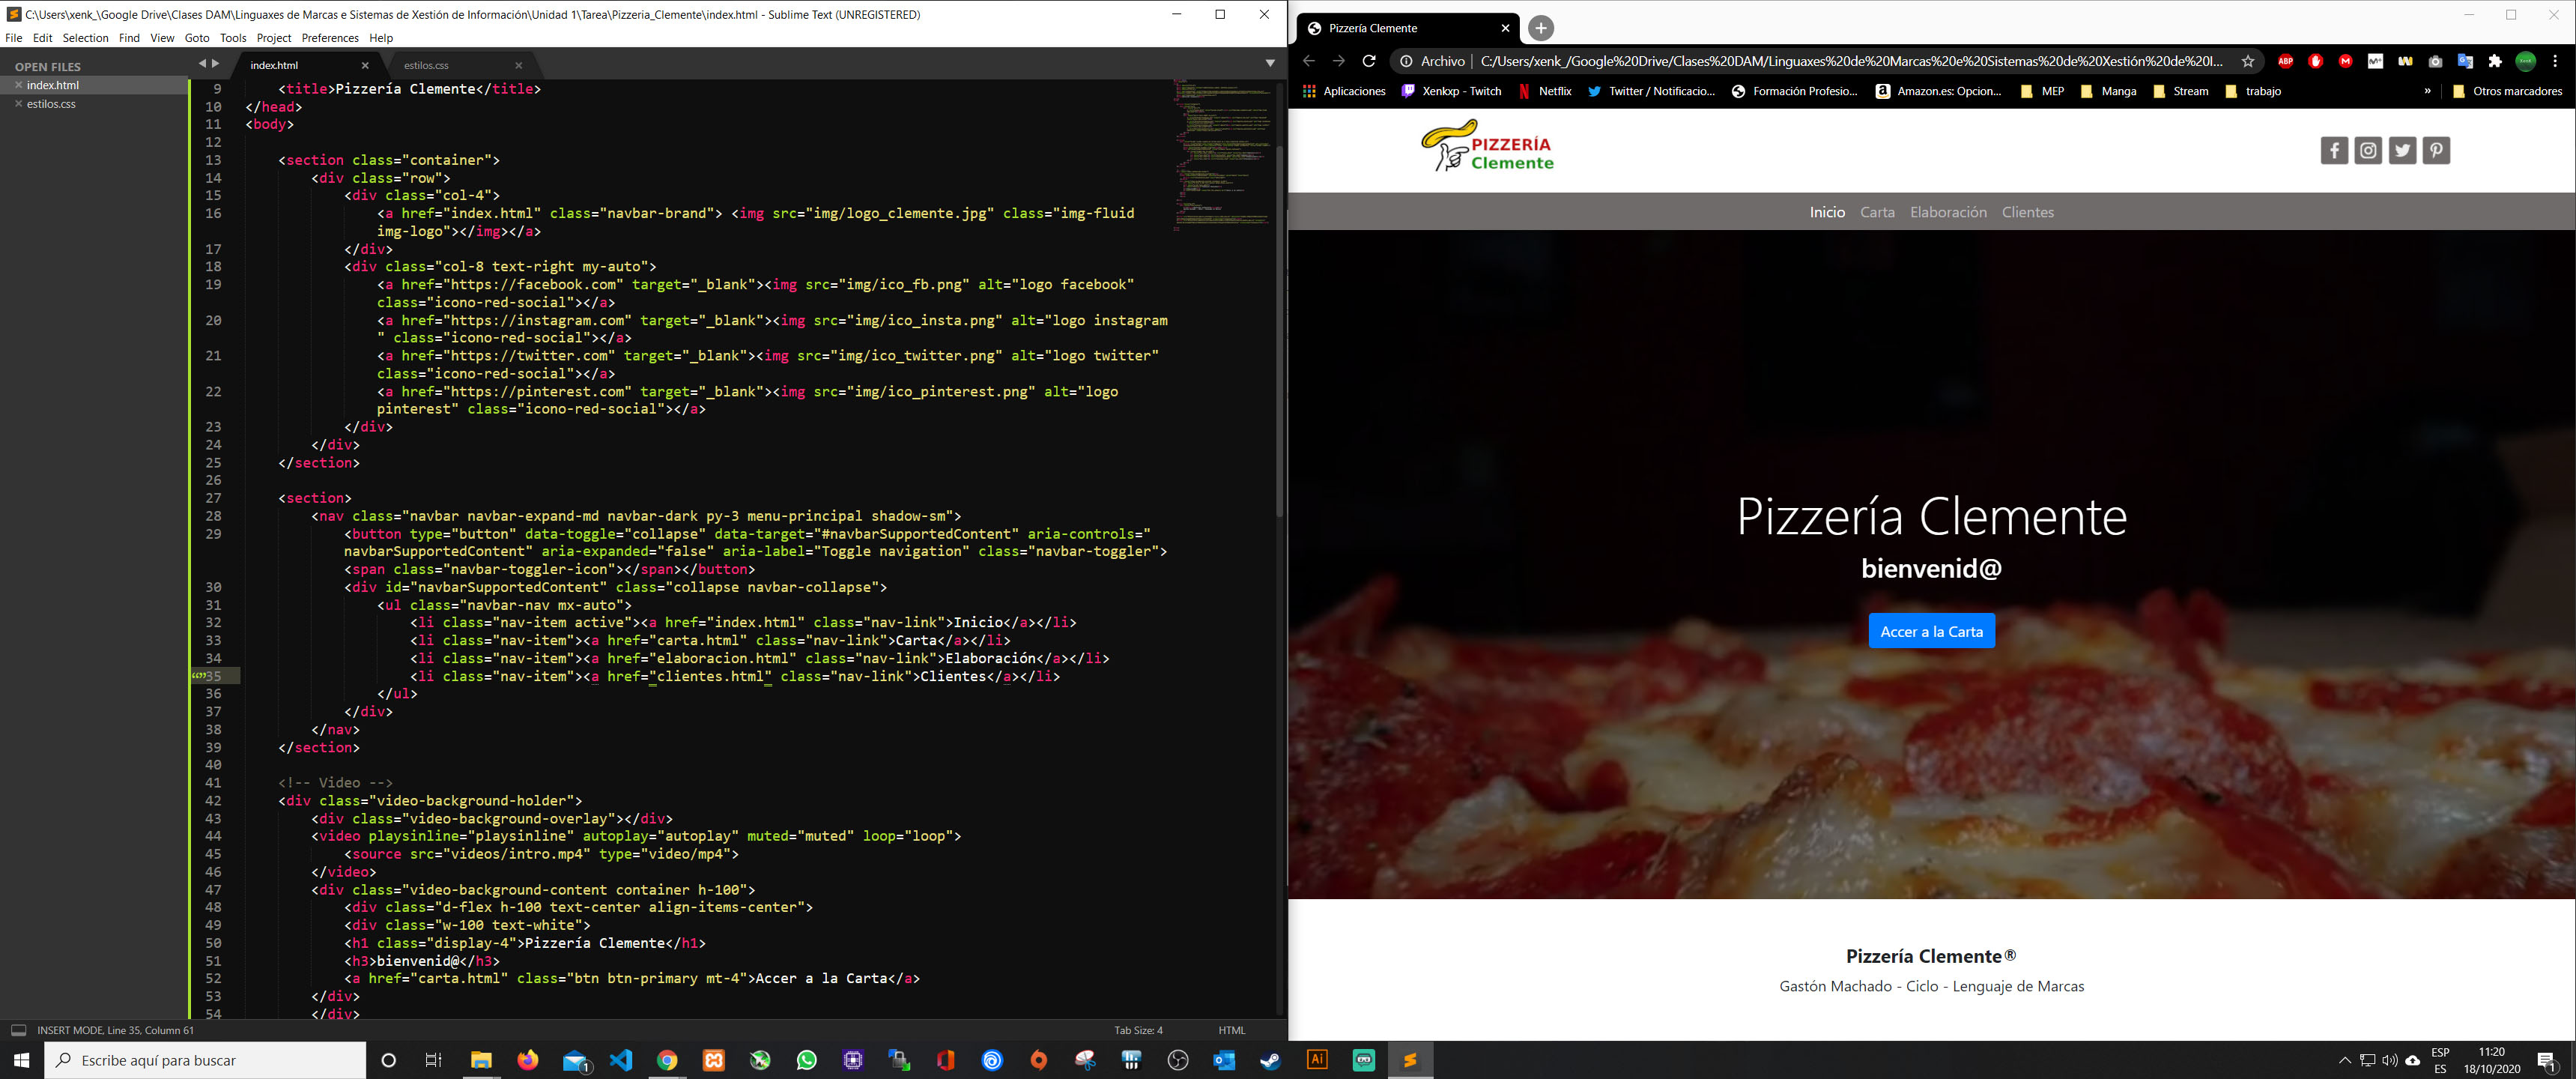 C:\Users\xenk_\Google Drive\Clases DAM\Linguaxes de Marcas e Sistemas de Xestión de Información\Unidad 1\Tarea\Pizzeria_Clemente\index.html - Sublime Text (UNREGISTERED)
File Edit Selection Find View Goto Tools Project Preferences Help
OPEN FILES
index.html
estilos.css
index.html
estilos.css
9 <title>Pizzería Clemente</title>
10 </head>
11 <body>
12
13 <section class="container">
14 <div class="row">
15 <div class="col-4">
16 <a href="index.html" class="navbar-brand"> <img src="img/logo_clemente.jpg" class="img-fluid
img-logo"></img></a>
17 </div>
18 <div class="col-8 text-right my-auto">
19 <a href="https://facebook.com" target="_blank"><img src="img/ico_fb.png" alt="logo facebook"
class="icono-red-social"></a>
20 <a href="https://instagram.com" target="_blank"><img src="img/ico_insta.png" alt="logo instagram
" class="icono-red-social"></a>
21 <a href="https://twitter.com" target="_blank"><img src="img/ico_twitter.png" alt="logo twitter"
class="icono-red-social"></a>
22 <a href="https://pinterest.com" target="_blank"><img src="img/ico_pinterest.png" alt="logo
pinterest" class="icono-red-social"></a>
23 </div>
24 </div>
25 </section>
26
27 <section>
28 <nav class="navbar navbar-expand-md navbar-dark py-3 menu-principal shadow-sm">
29 <button type="button" data-toggle="collapse" data-target="#navbarSupportedContent" aria-controls="
navbarSupportedContent" aria-expanded="false" aria-label="Toggle navigation" class="navbar-toggler">
<span class="navbar-toggler-icon"></span></button>
30 <div id="navbarSupportedContent" class="collapse navbar-collapse">
31 <ul class="navbar-nav mx-auto">
32 <li class="nav-item active"><a href="index.html" class="nav-link">Inicio</a></li>
33 <li class="nav-item"><a href="carta.html" class="nav-link">Carta</a></li>
34 <li class="nav-item"><a href="elaboracion.html" class="nav-link">Elaboración</a></li>
35 <li class="nav-item"><a href="clientes.html" class="nav-link">Clientes</a></li>
36 </ul>
37 </div>
38 </nav>
39 </section>
40
41 <!-- Video -->
42 <div class="video-background-holder">
43 <div class="video-background-overlay"></div>
44 <video playsinline="playsinline" autoplay="autoplay" muted="muted" loop="loop">
45 <source src="videos/intro.mp4" type="video/mp4">
46 </video>
47 <div class="video-background-content container h-100">
48 <div class="d-flex h-100 text-center align-items-center">
49 <div class="w-100 text-white">
50 <h1 class="display-4">Pizzería Clemente</h1>
51 <h3>bienvenid@</h3>
52 <a href="carta.html" class="btn btn-primary mt-4">Accer a la Carta</a>
53 </div>
54 </div>
INSERT MODE, Line 35, Column 61
Tab Size: 4
HTML
Pizzería Clemente
Archivo | C:/Users/xenk_/Google%20Drive/Clases%20DAM/Linguaxes%20de%20Marcas%20e%20Sistemas%20de%20Xestión%20de%20I...
ABP
Aplicaciones Xenkxp - Twitch Netflix Twitter / Notificacio... Formación Profesio... Amazon.es: Opcion... MEP Manga Stream trabajo » Otros marcadores
PIZZERÍA
Clemente
Inicio Carta Elaboración Clientes
Pizzería Clemente
bienvenid@
Accer a la Carta
Pizzería Clemente®
Gastón Machado - Ciclo - Lenguaje de Marcas
Escribe aquí para buscar
1
Ai
ESP
ES
11:20
18/10/2020
1